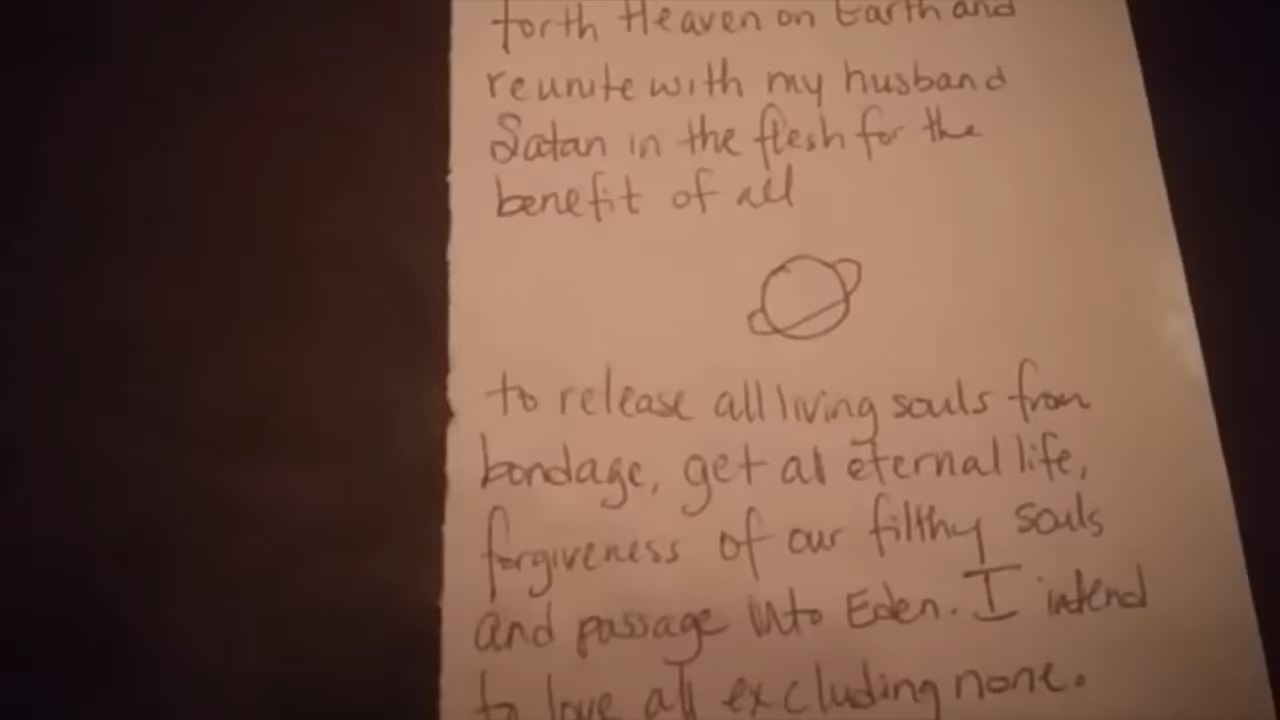 forth Heaven on Earth and
reunite with my husband
Satan in the flesh for the
benefit of all
to release all living souls from
bondage, get al eternal life,
forgiveness of our filthy souls
and passage into Eden. I intend
to love all excluding none.